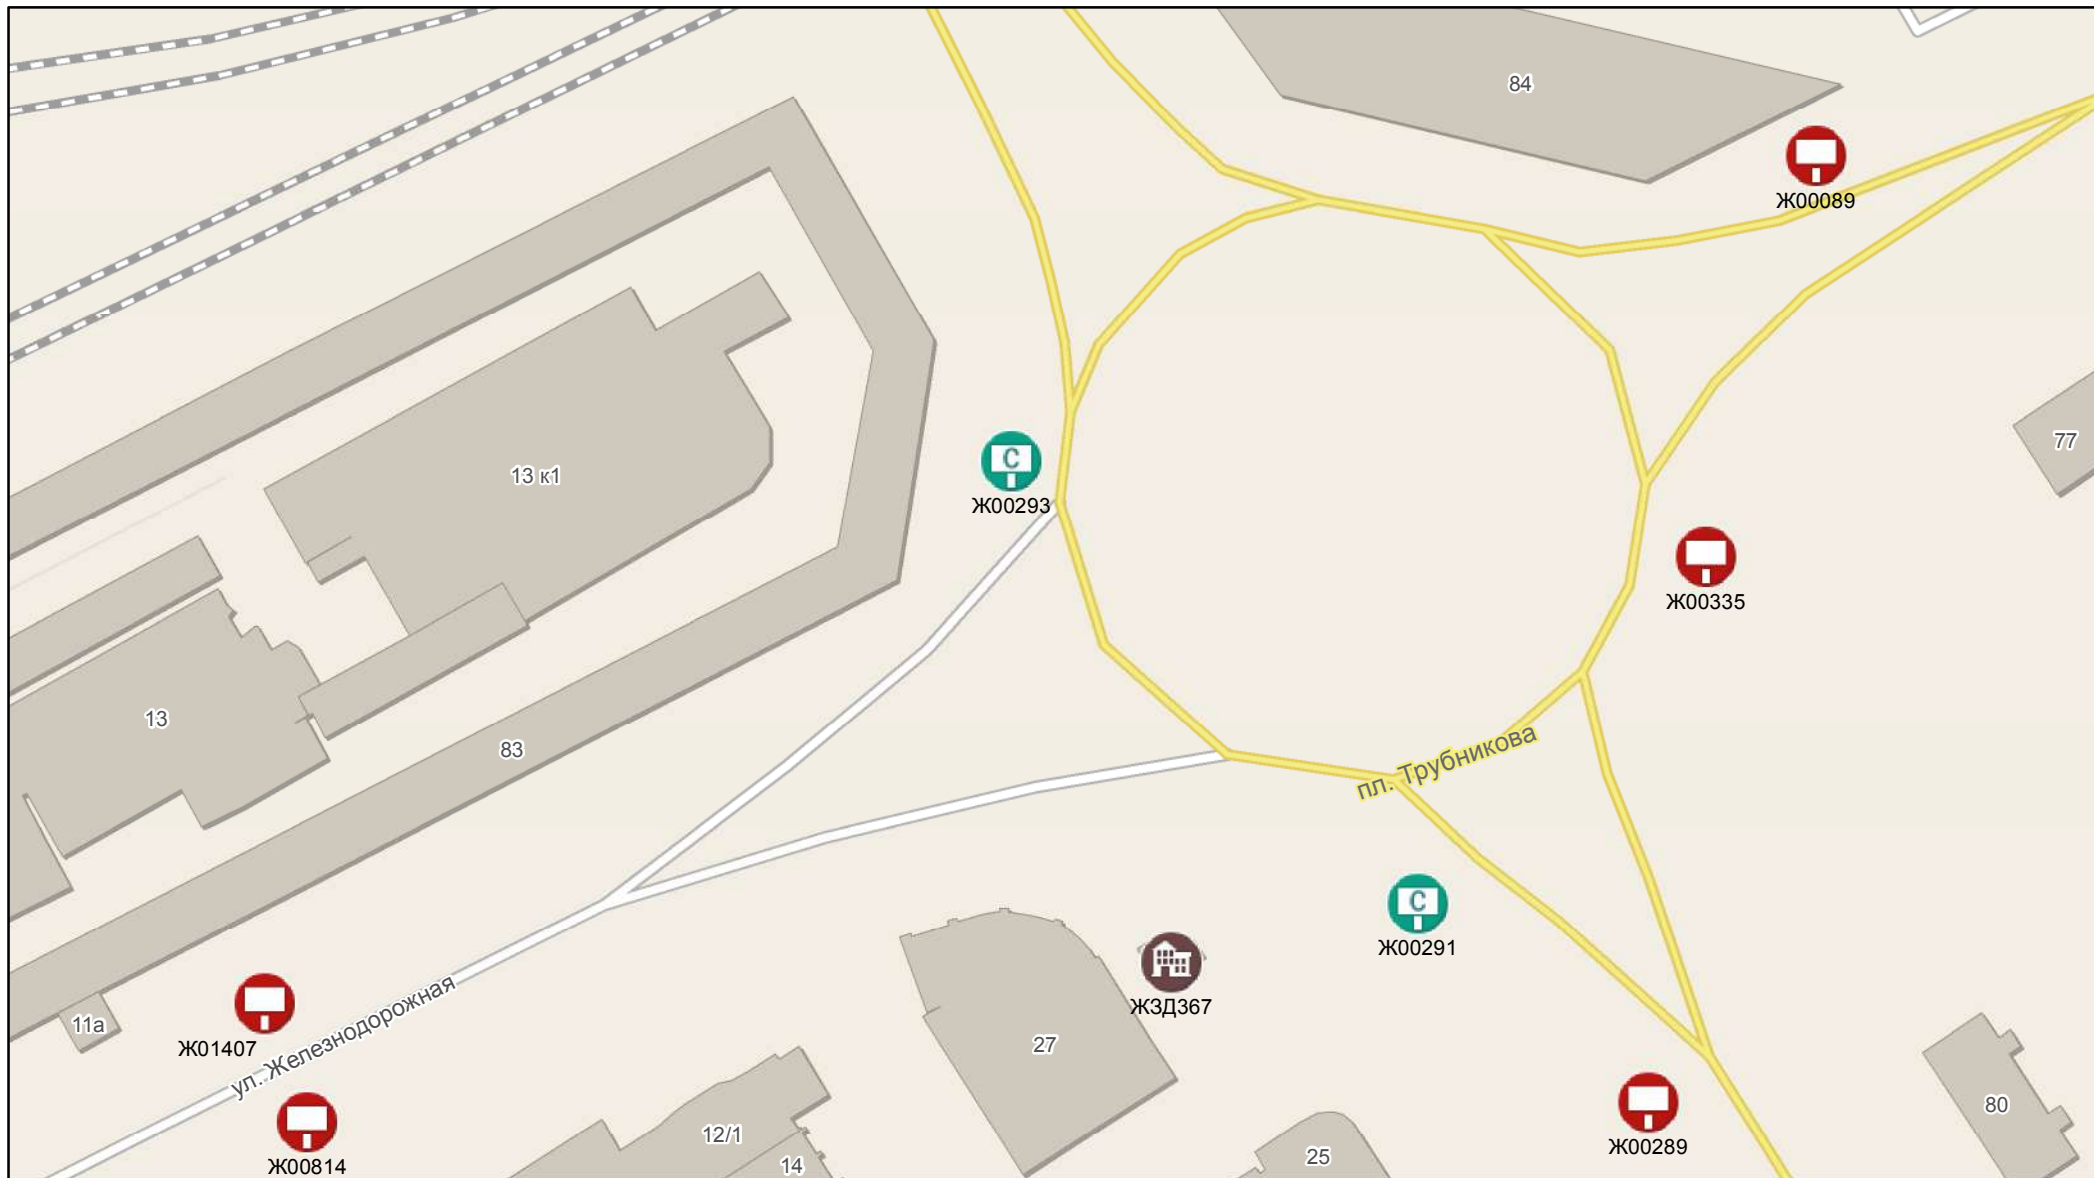 84
Ж00089
77
13 к1
С
Ж00293
Ж00335
13
83
пл. Трубникова
С
Ж00291
ЖЗД367
11а
Ж01407
ул. Железнодорожная
27
80
12/1
14
25
Ж00814
Ж00289